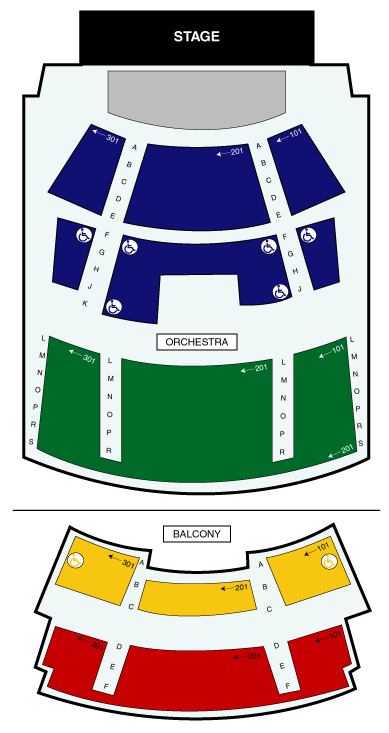 STAGE
301 201 101
A A
B B
C C
D D
E E
F F
G G
H H
J J
K
ORCHESTRA
L L L L
M M M M
N N N N
O O O O
P P P P
R R R R
S S
301 201 101
201
BALCONY
301 201 101
A A
B B
C C
301 201 101
D D
E E
F F